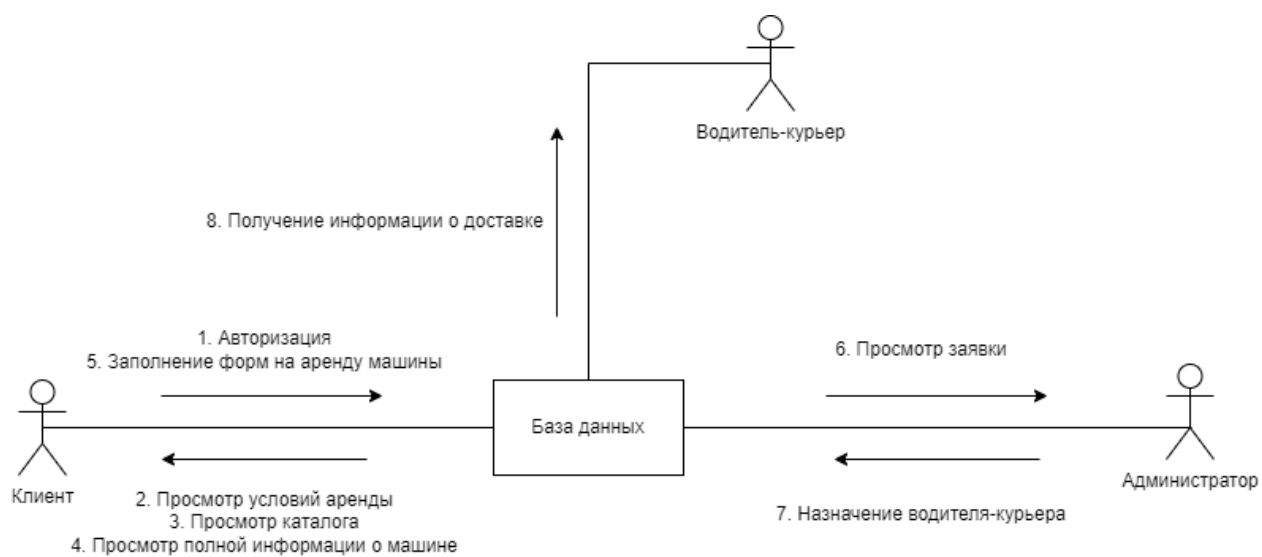 Водитель-курьер
8. Получение информации о доставке
1. Авторизация
5. Заполнение форм на аренду машины
6. Просмотр заявки
База данных
Клиент
Администратор
2. Просмотр условий аренды
3. Просмотр каталога
4. Просмотр полной информации о машине
7. Назначение водителя-курьера